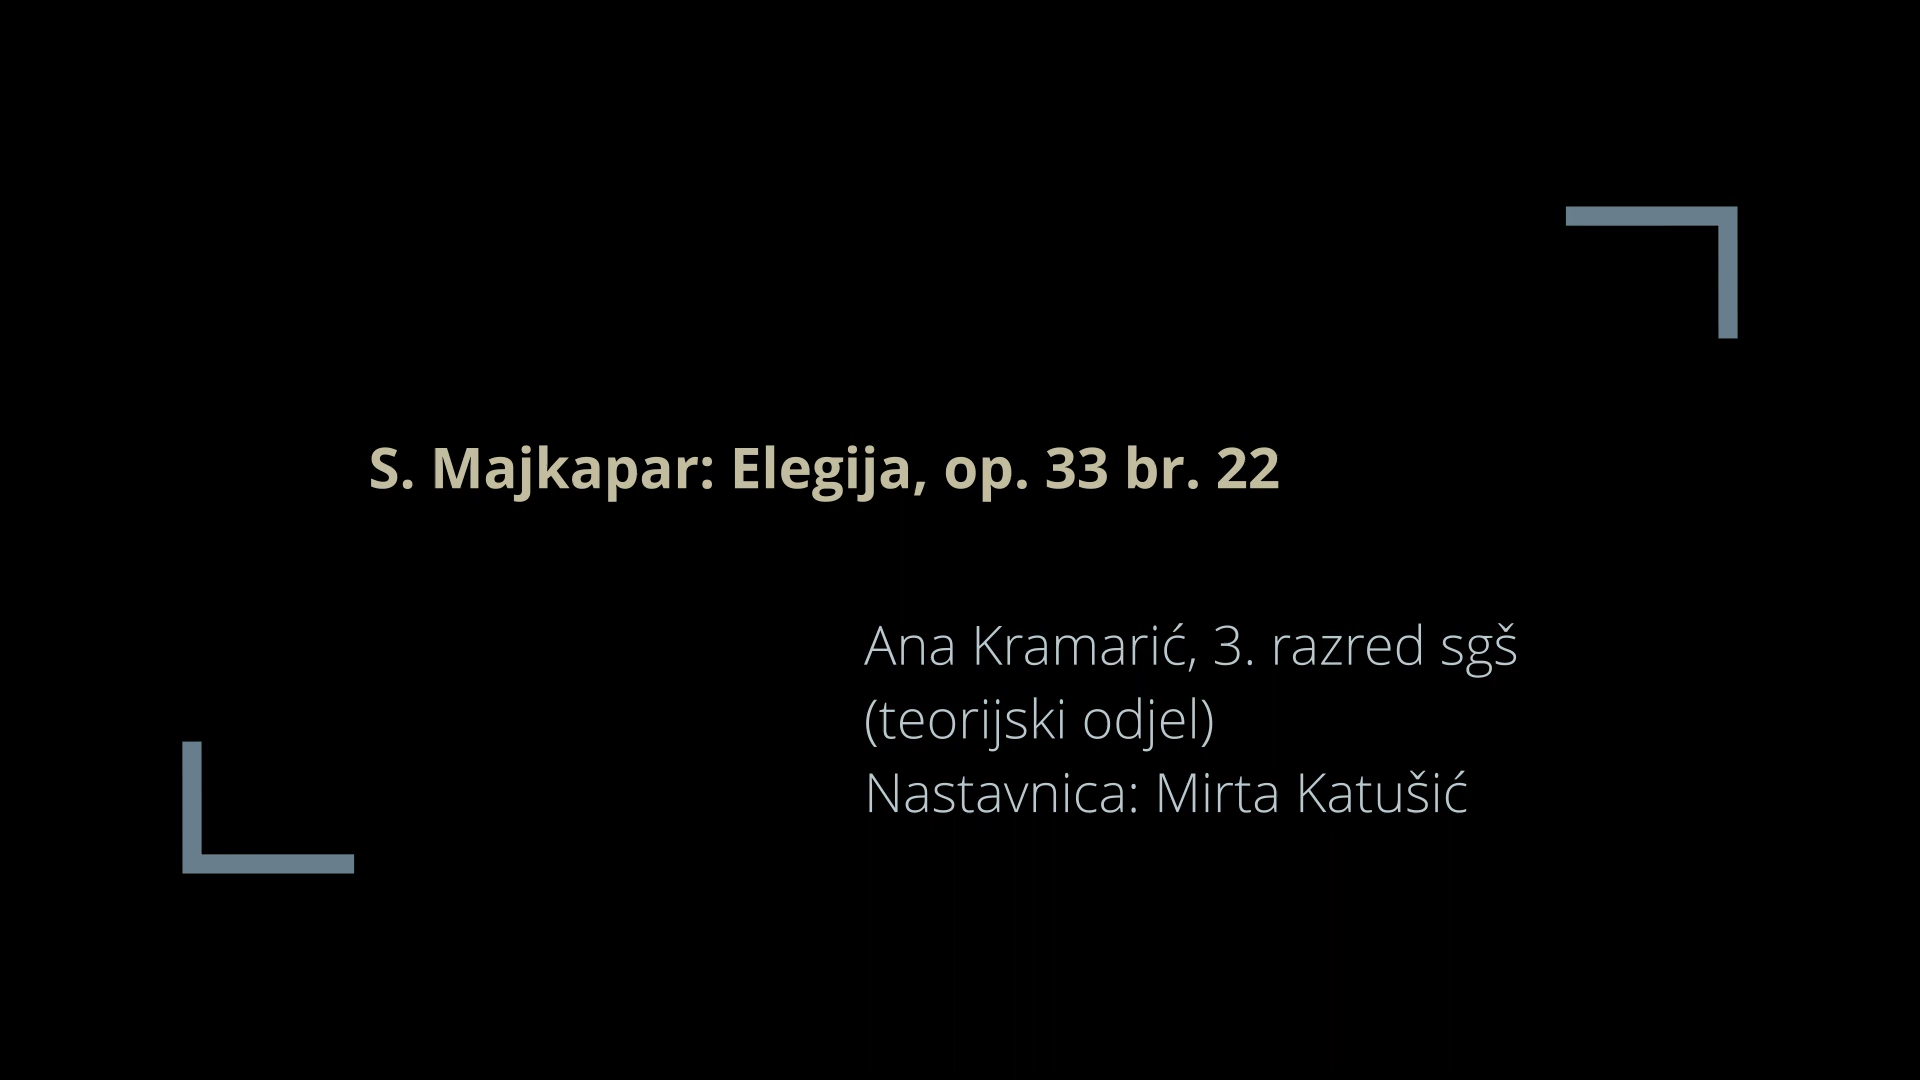 S. Majkapar: Elegija, op. 33 br. 22
Ana Kramarić, 3. razred sgš
(teorijski odjel)
Nastavnica: Mirta Katušić